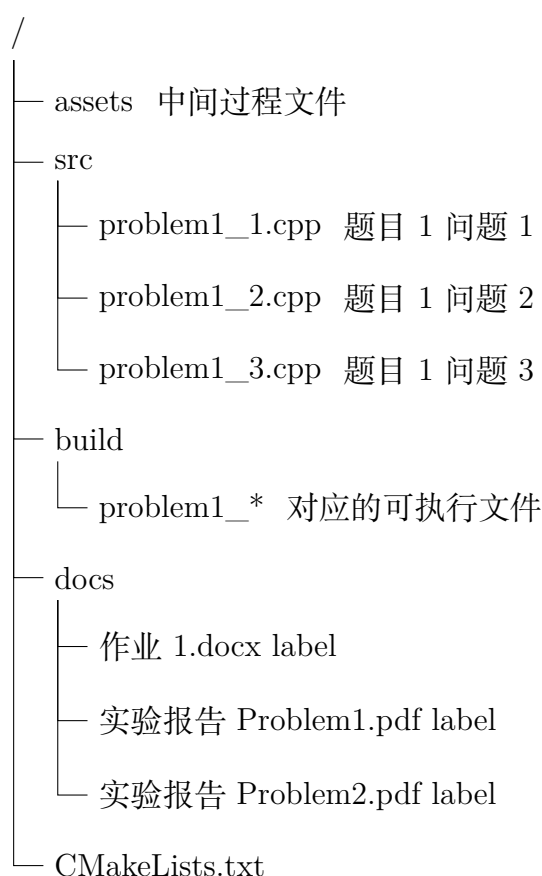 /
assets 中间过程文件
src
problem1_1.cpp 题目 1 问题 1
problem1_2.cpp 题目 1 问题 2
problem1_3.cpp 题目 1 问题 3
build
problem1_* 对应的可执行文件
docs
作业 1.docx label
实验报告 Problem1.pdf label
实验报告 Problem2.pdf label
CMakeLists.txt